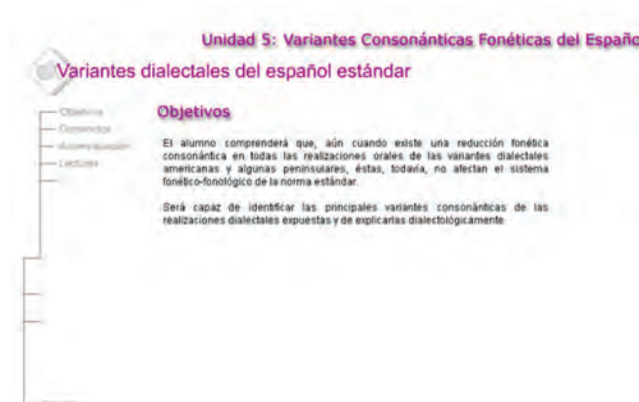 Unidad 5: Variantes Consonánticas Fonéticas del Españo
Variantes dialectales del español estándar
Objetivos
Contenidos
Autoevaluación
Lecturas
Objetivos
El alumno comprenderá que, aún cuando existe una reducción fonética
consonántica en todas las realizaciones orales de las variantes dialectales
americanas y algunas peninsulares, éstas, todavía, no afectan el sistema
fonético-fonológico de la norma estándar.
Será capaz de identificar las principales variantes consonánticas de las
realizaciones dialectales expuestas y de explicarlas dialectológicamente.